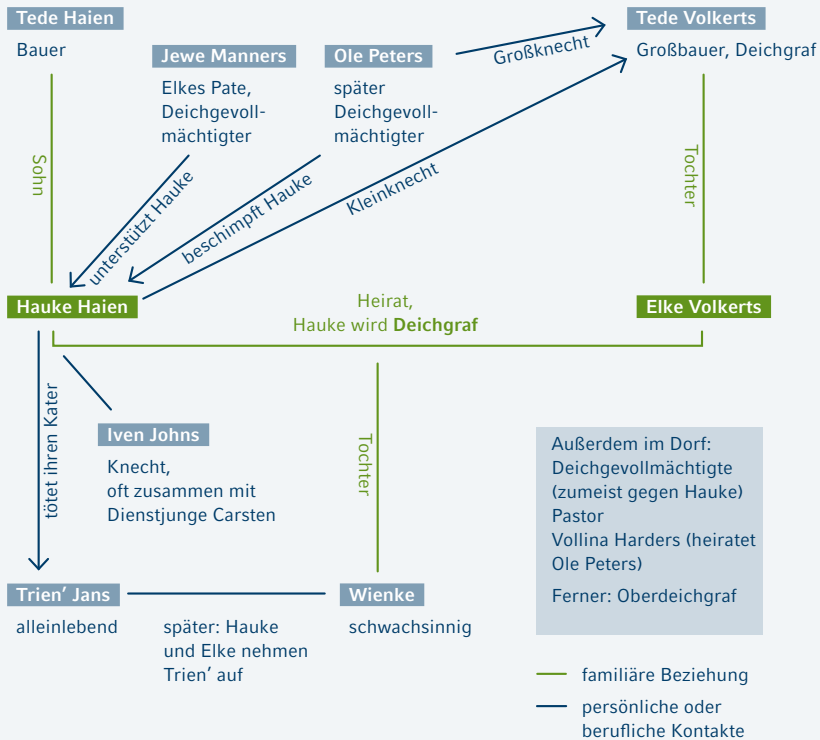 Tede Haien
Bauer
Jewe Manners
Elkes Pate,
Deichgevoll-
mächtigter
Ole Peters
später
Deichgevoll-
mächtigter
Großknecht
Tede Volkerts
Großbauer, Deichgraf
Sohn
unterstützt Hauke
beschimpft Hauke
Kleinknecht
Tochter
Hauke Haien
Heirat,
Hauke wird Deichgraf
Elke Volkerts
tötet ihren Kater
Iven Johns
Knecht,
oft zusammen mit
Dienstjunge Carsten
Tochter
Außerdem im Dorf:
Deichgevollmächtigte
(zumeist gegen Hauke)
Pastor
Vollina Harders (heiratet
Ole Peters)
Ferner: Oberdeichgraf
Trien’ Jans
alleinlebend
später: Hauke
und Elke nehmen
Trien’ auf
Wienke
schwachsinnig
familiäre Beziehung
persönliche oder
berufliche Kontakte